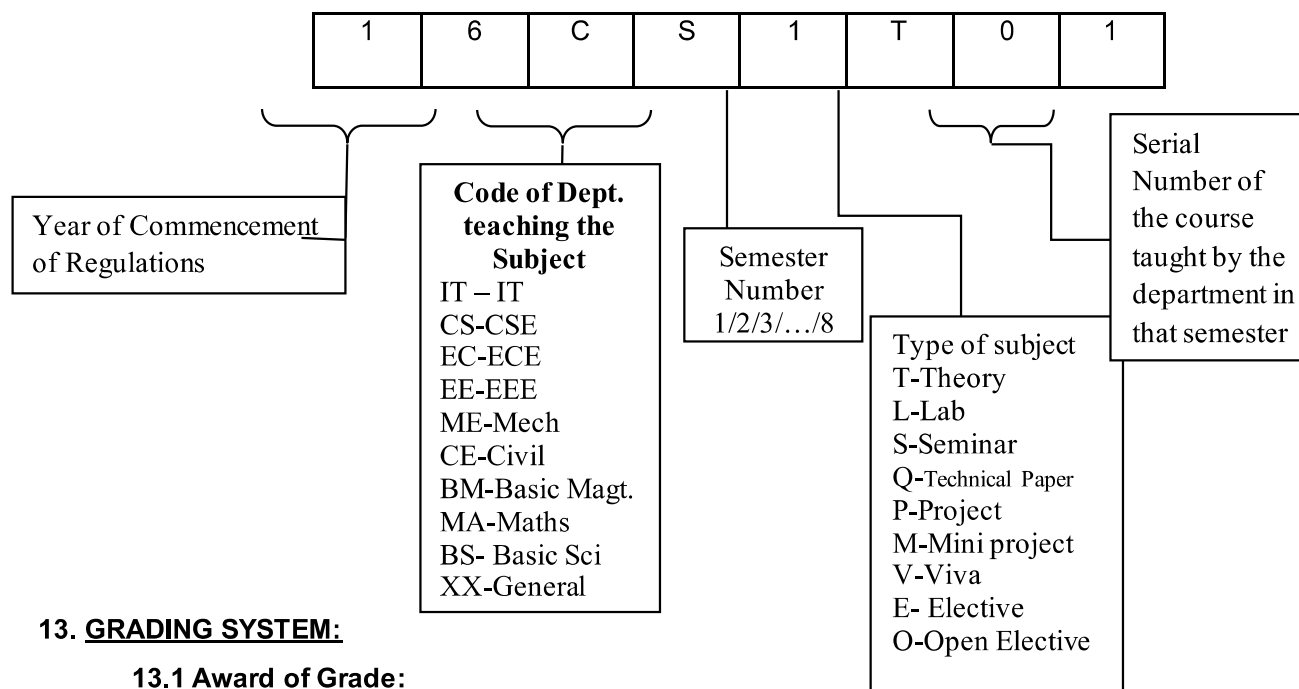 1 6 C S 1 T 0 1
Year of Commencement
of Regulations
Code of Dept.
teaching the
Subject
IT – IT
CS-CSE
EC-ECE
EE-EEE
ME-Mech
CE-Civil
BM-Basic Magt.
MA-Maths
BS- Basic Sci
XX-General
Semester
Number
1/2/3/…/8
Type of subject
T-Theory
L-Lab
S-Seminar
Q-Technical Paper
P-Project
M-Mini project
V-Viva
E- Elective
O-Open Elective
Serial
Number of
the course
taught by the
department in
that semester
13. GRADING SYSTEM:
13.1 Award of Grade: